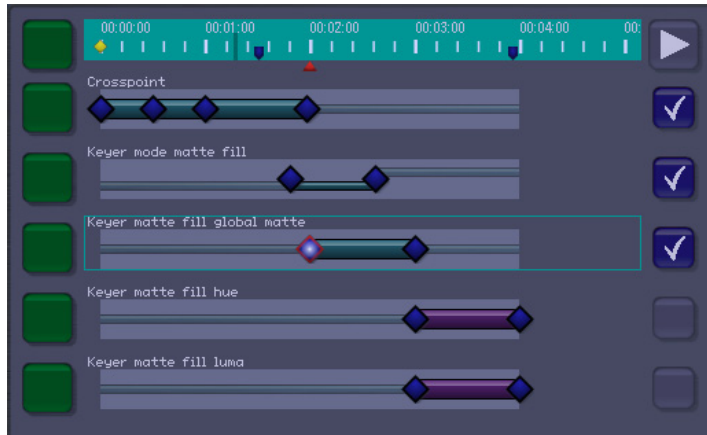 00:00:00 00:01:00 00:02:00 00:03:00 00:04:00 00:
Crosspoint
Keyer mode matte fill
Keyer matte fill global matte
Keyer matte fill hue
Keyer matte fill luma